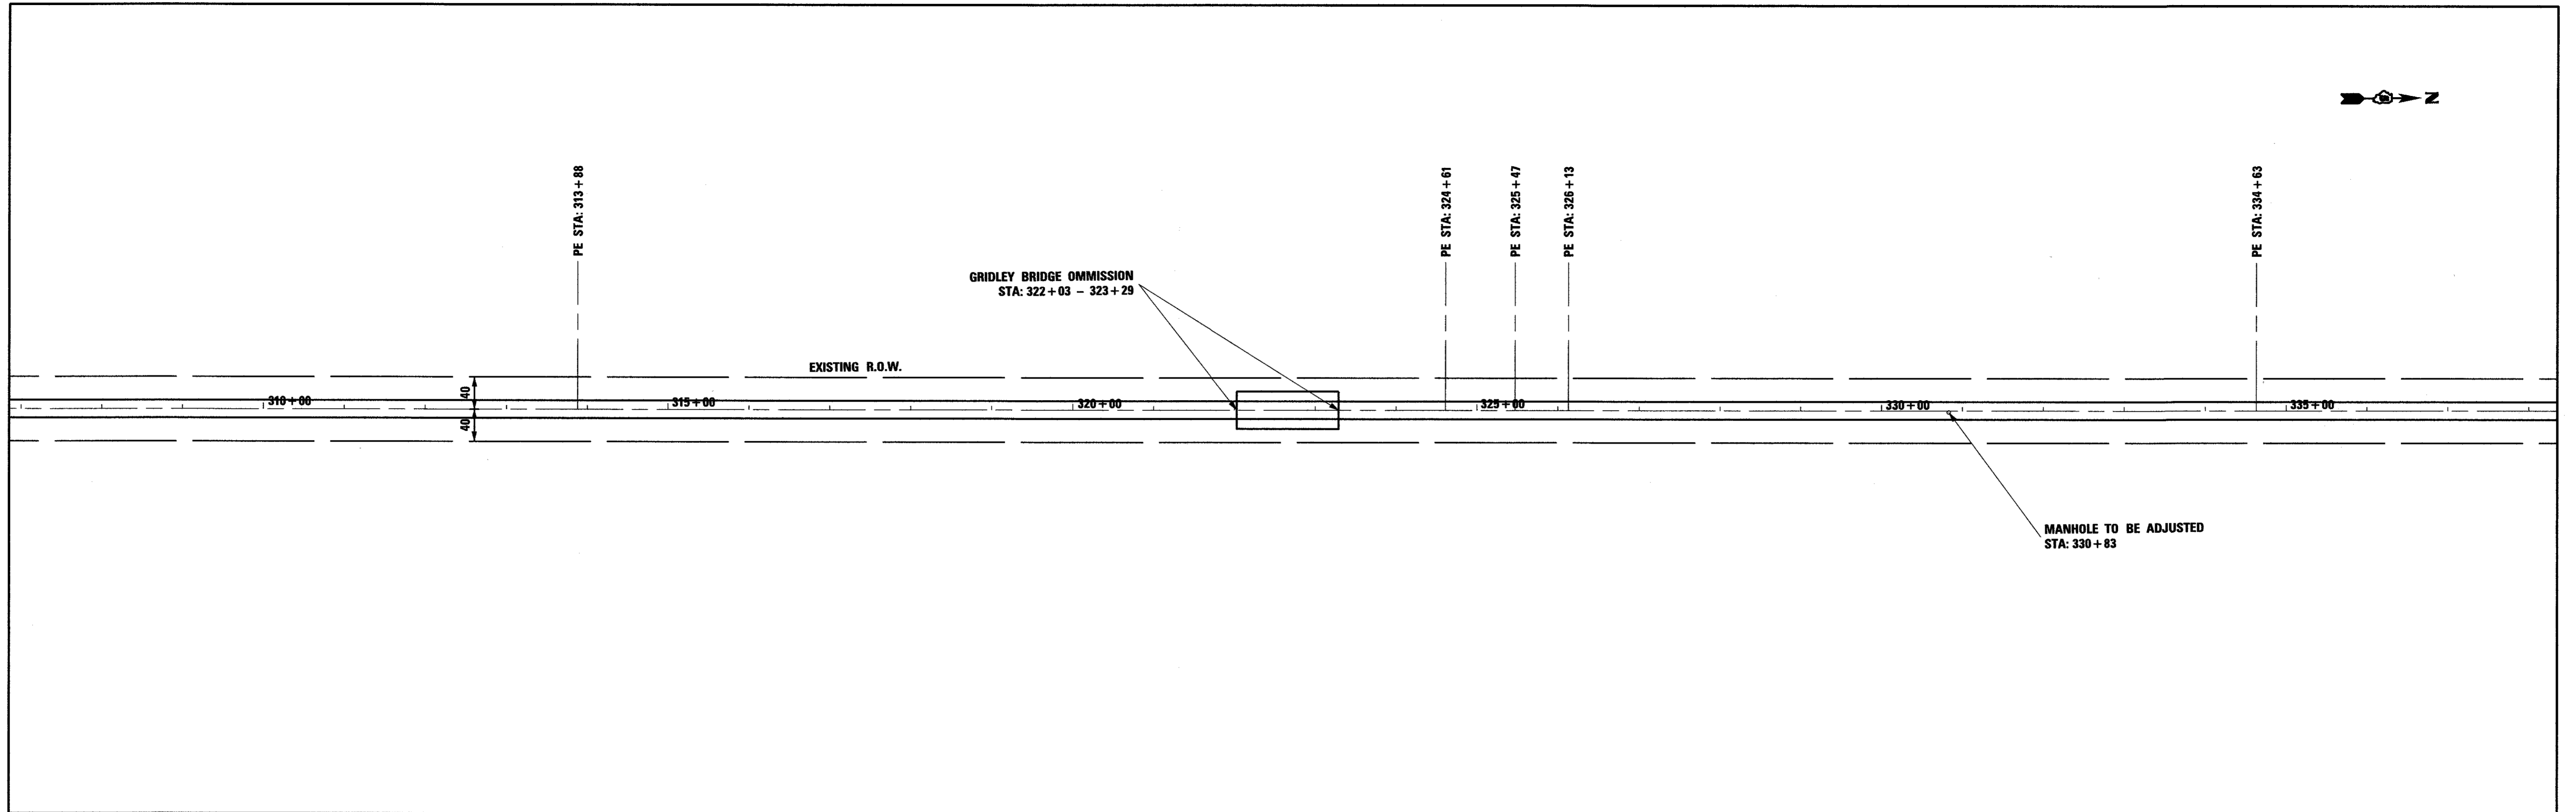 N
PE STA: 313+88
PE STA: 324+61
PE STA: 325+47
PE STA: 326+13
PE STA: 334+63
GRIDLEY BRIDGE OMMISSION
STA: 322+03 – 323+29
EXISTING R.O.W.
40
40
310+00
315+00
320+00
325+00
330+00
335+00
MANHOLE TO BE ADJUSTED
STA: 330+83